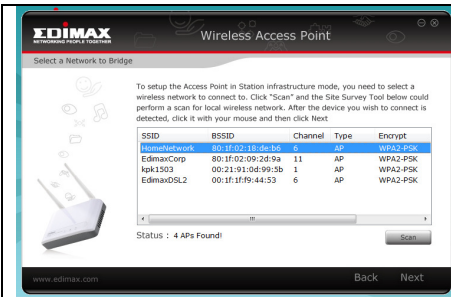 EDIMAX
NETWORKING PEOPLE TOGETHER
Wireless Access Point
Select a Network to Bridge
To setup the Access Point in Station infrastructure mode, you need to select a
wireless network to connect to. Click "Scan" and the Site Survey Tool below could
perform a scan for local wireless network. After the device you wish to connect is
detected, click it with your mouse and then click Next
SSID BSSID Channel Type Encrypt
HomeNetwork 80:1f:02:18:de:b6 6 AP WPA2-PSK
EdimaxCorp 80:1f:02:09:2d:9a 11 AP WPA2-PSK
kpk1503 00:21:91:0d:99:5b 1 AP WPA2-PSK
EdimaxDSL2 00:1f:1f:f9:44:53 6 AP WPA2-PSK
Status : 4 APs Found!
Scan
www.edimax.com
Back Next